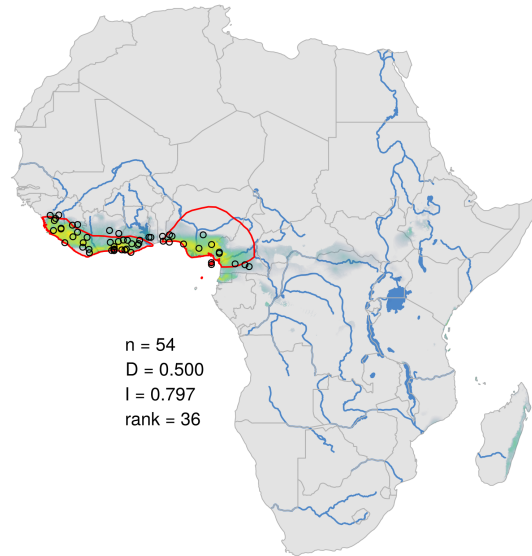 n = 54
D = 0.500
I = 0.797
rank = 36